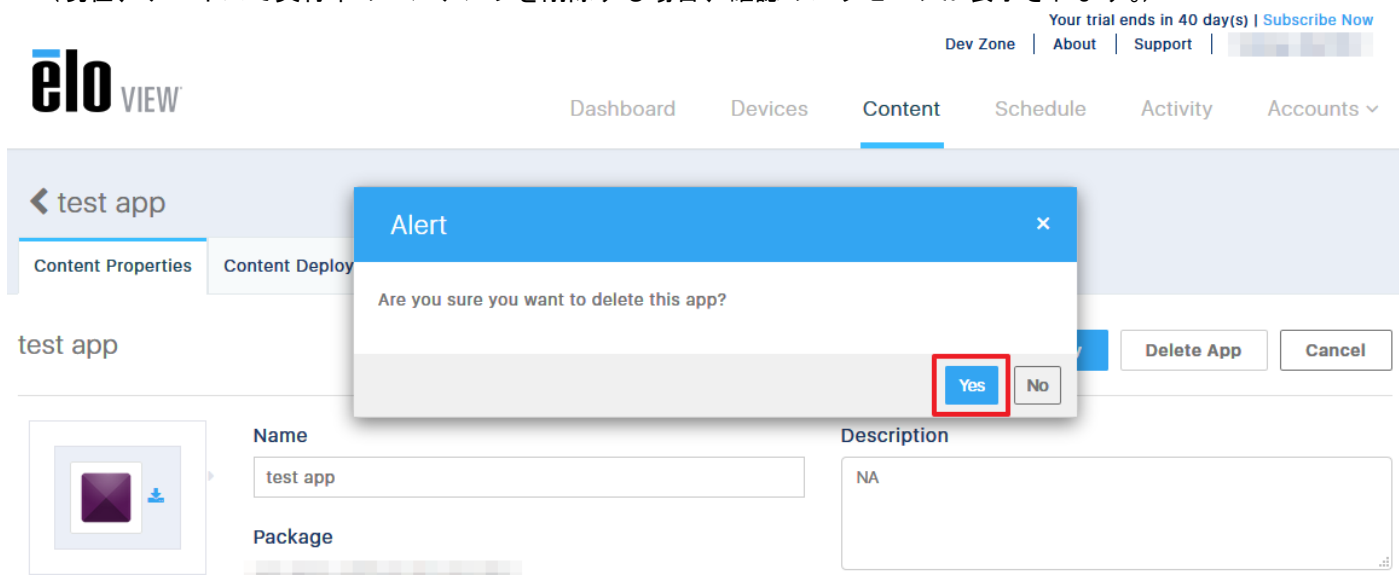 Your trial ends in 40 day(s) | Subscribe Now
Dev Zone | About | Support |
ēlo VIEW
Dashboard Devices Content Schedule Activity Accounts
test app
Alert ×
Content Properties Content Deploy
Are you sure you want to delete this app?
test app
Delete App Cancel
Yes No
Name Description
test app NA
Package